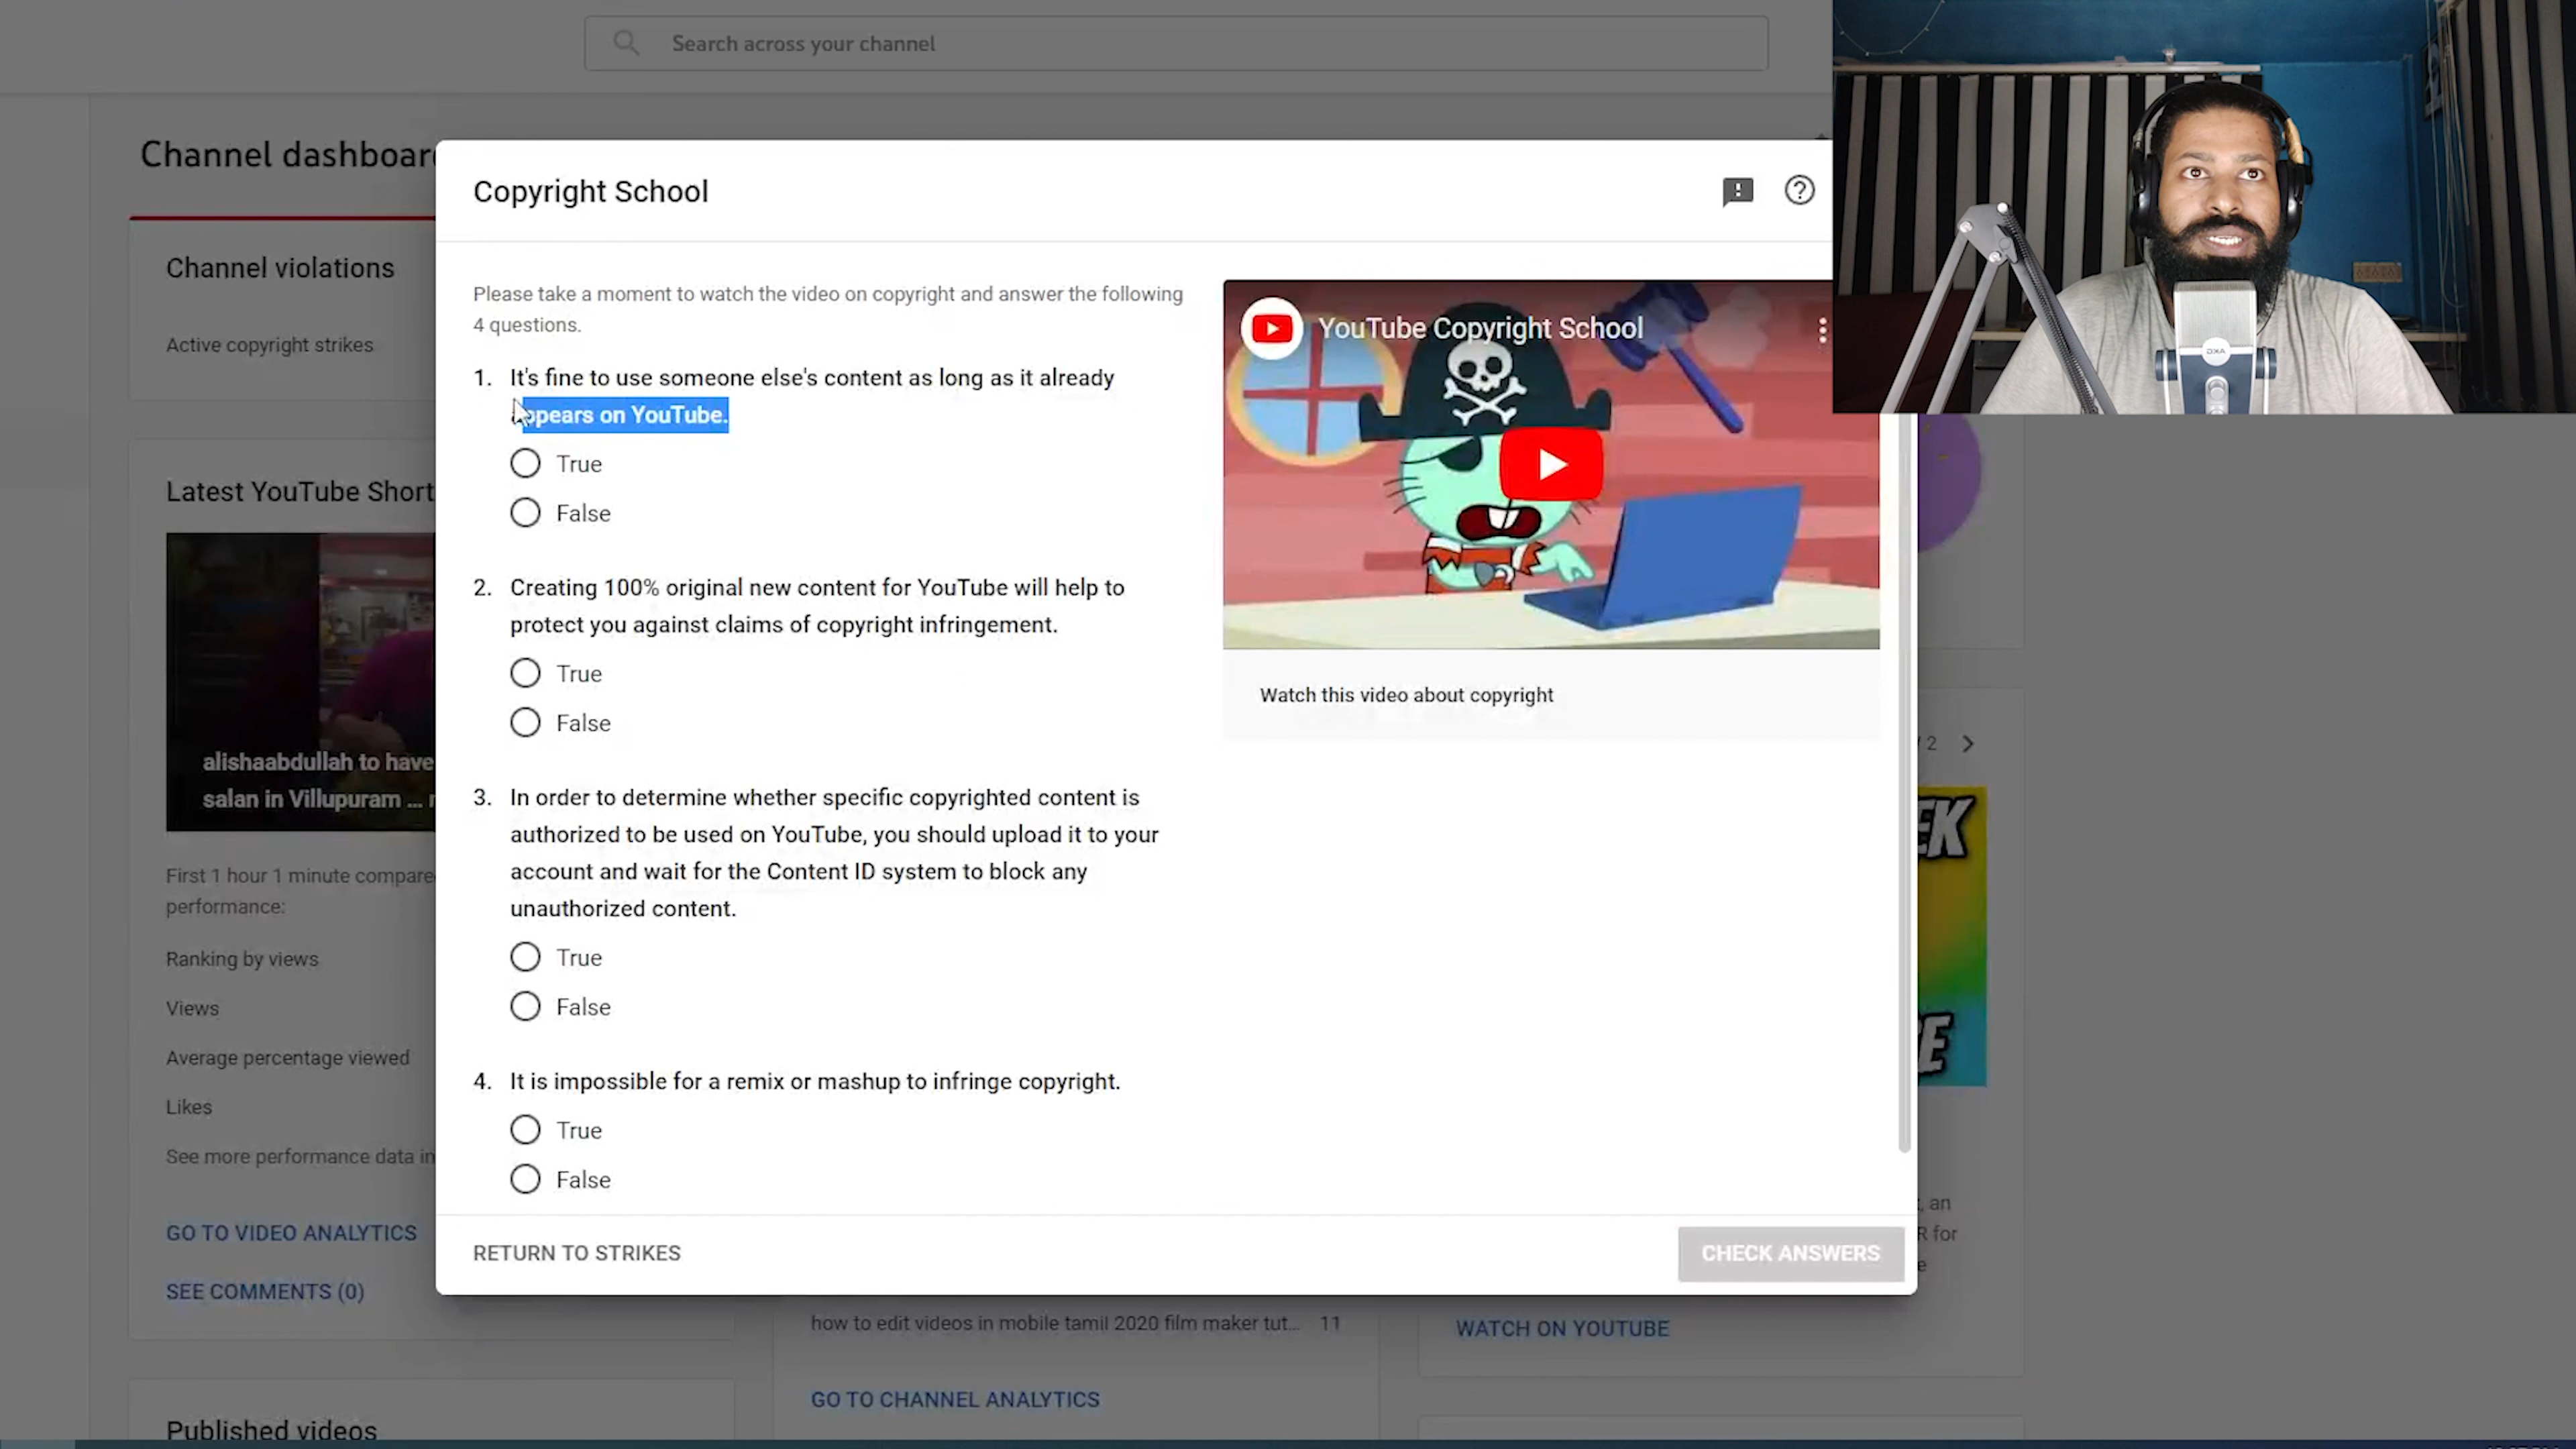 Search across your channel
Channel dashboar
Copyright School
Channel violations
Active copyright strikes
Please take a moment to watch the video on copyright and answer the following
4 questions.
1. It's fine to use someone else's content as long as it already
appears on YouTube.
True
False
2. Creating 100% original new content for YouTube will help to
protect you against claims of copyright infringement.
True
False
3. In order to determine whether specific copyrighted content is
authorized to be used on YouTube, you should upload it to your
account and wait for the Content ID system to block any
unauthorized content.
True
False
4. It is impossible for a remix or mashup to infringe copyright.
True
False
RETURN TO STRIKES
CHECK ANSWERS
YouTube Copyright School
Watch this video about copyright
AKG
Latest YouTube Short
alishaabdullah to have
salan in Villupuram ...
First 1 hour 1 minute compare
performance:
Ranking by views
Views
Average percentage viewed
Likes
See more performance data in
GO TO VIDEO ANALYTICS
SEE COMMENTS (0)
Published videos
how to edit videos in mobile tamil 2020 film maker tut... 11
GO TO CHANNEL ANALYTICS
/ 2
EK
E
, an
R for
e
WATCH ON YOUTUBE